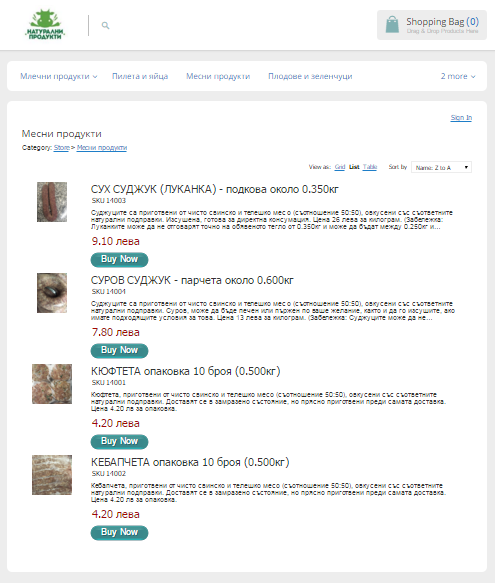 НАТУРАЛНИ
ПРОДУКТИ
Shopping Bag (0)
Drag & Drop Products Here
Млечни продукти
Пилета и яйца
Месни продукти
Плодове и зеленчуци
2 more
Sign In
Месни продукти
Category: Store > Месни продукти
View as: Grid List Table
Sort by
Name: Z to A
СУХ СУДЖУК (ЛУКАНКА) - подкова около 0.350кг
SKU 14003
Суджуците са приготвени от чисто свинско и телешко мес о (съотношение 50:50), овкусени със съответните
натурални подправки. Изсушена, готова за директна консумация. Цена 26 лева за килограм. (Забележка:
Луканките може да не отговарят точно на обявеното тегло от 0.350кг и може да бъдат между 0.250кг и...
9.10 лева
Buy Now
СУРОВ СУДЖУК - парчета около 0.600кг
SKU 14004
Суджуците са приготвени от чисто свинско и телешко мес о (съотношение 50:50), овкусени със съответните
натурални подправки. Суров, може да бъде печен или пържен по ваше желание, както и да го изсушите, ако
имате подходящите условия за това. Цена 13 лева за килограм. (Забележка: Суджуците може да не...
7.80 лева
Buy Now
КЮФТЕТА опаковка 10 броя (0.500кг)
SKU 14001
Кюфтета, приготвени от чисто свинско и телешко месо (съотношение 50:50), овкусени със съответните
натурални подправки. Доставят се в замразено състояние, но прясно приготвени преди самата доставка.
Цена 4.20 лв за опаковка.
4.20 лева
Buy Now
КЕБАПЧЕТА опаковка 10 броя (0.500кг)
SKU 14002
Кебапчета, приготвени от чисто свинско и телешко месо (съотношение 50:50), овкусени със съответните
натурални подправки. Доставят се в замразено състояние, но прясно приготвени преди самата доставка.
Цена 4.20 лв за опаковка.
4.20 лева
Buy Now